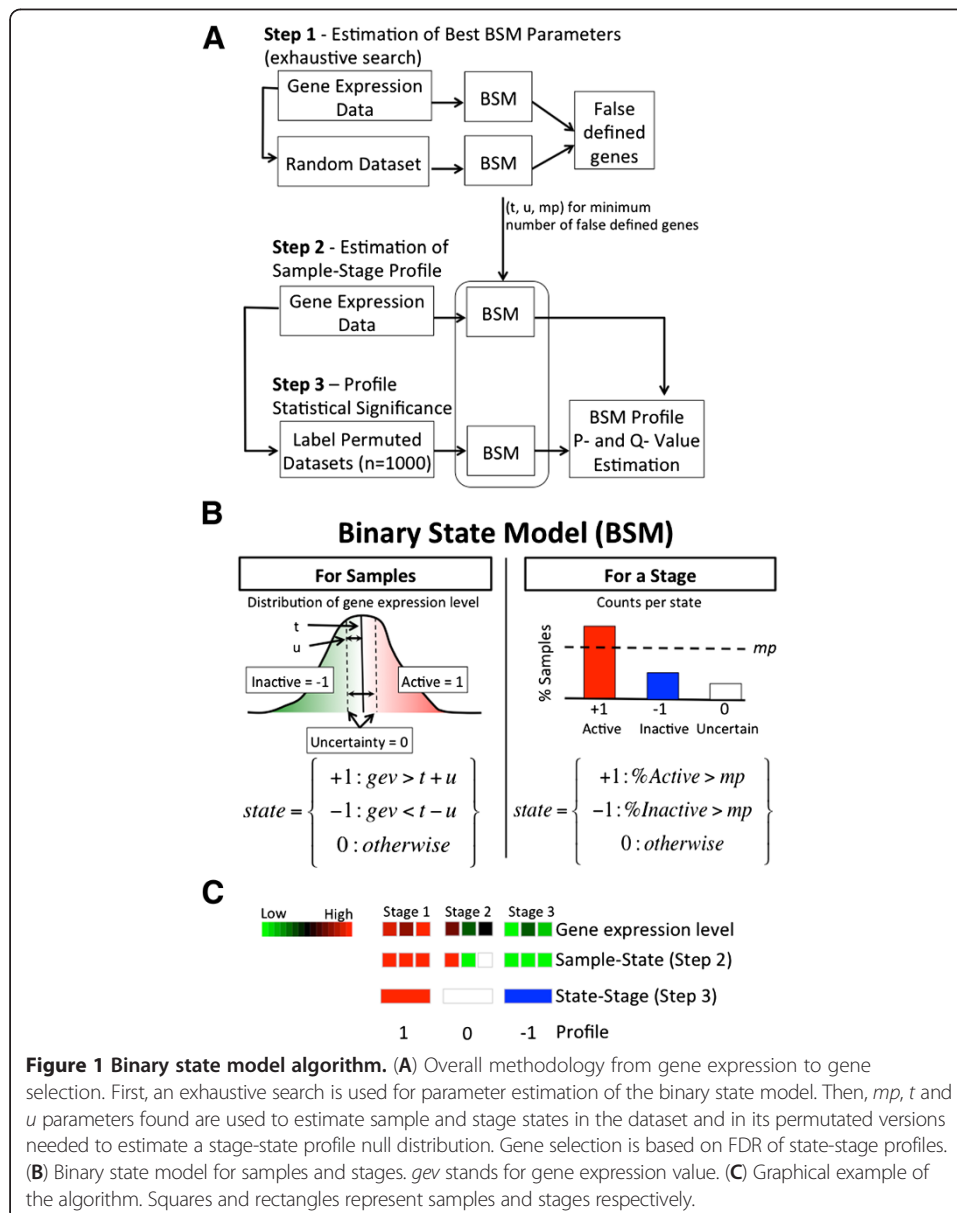 A
Step 1 - Estimation of Best BSM Parameters
(exhaustive search)
Gene Expression
Data
BSM
False
defined
genes
Random Dataset
BSM
(t, u, mp) for minimum
number of false defined genes
Step 2 - Estimation of
Sample-Stage Profile
Gene Expression
Data
BSM
Step 3 – Profile
Statistical Significance
Label Permuted
Datasets (n=1000)
BSM
BSM Profile
P- and Q- Value
Estimation
B
Binary State Model (BSM)
For Samples
Distribution of gene expression level
t
u
Inactive = -1
Active = 1
Uncertainty = 0
state = { +1 : gev > t + u
−1 : gev < t − u
0 : otherwise }
For a Stage
Counts per state
% Samples
mp
+1 -1 0
Active Inactive Uncertain
state = { +1 : %Active > mp
−1 : %Inactive > mp
0 : otherwise }
C
Low High
Stage 1 Stage 2 Stage 3
Gene expression level
Sample-State (Step 2)
State-Stage (Step 3)
1 0 -1 Profile
Figure 1 Binary state model algorithm. (A) Overall methodology from gene expression to gene
selection. First, an exhaustive search is used for parameter estimation of the binary state model. Then, mp, t and
u parameters found are used to estimate sample and stage states in the dataset and in its permutated versions
needed to estimate a stage-state profile null distribution. Gene selection is based on FDR of state-stage profiles.
(B) Binary state model for samples and stages. gev stands for gene expression value. (C) Graphical example of
the algorithm. Squares and rectangles represent samples and stages respectively.